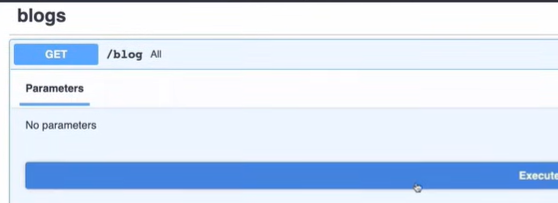 blogs
GET /blog All
Parameters
No parameters
Execute